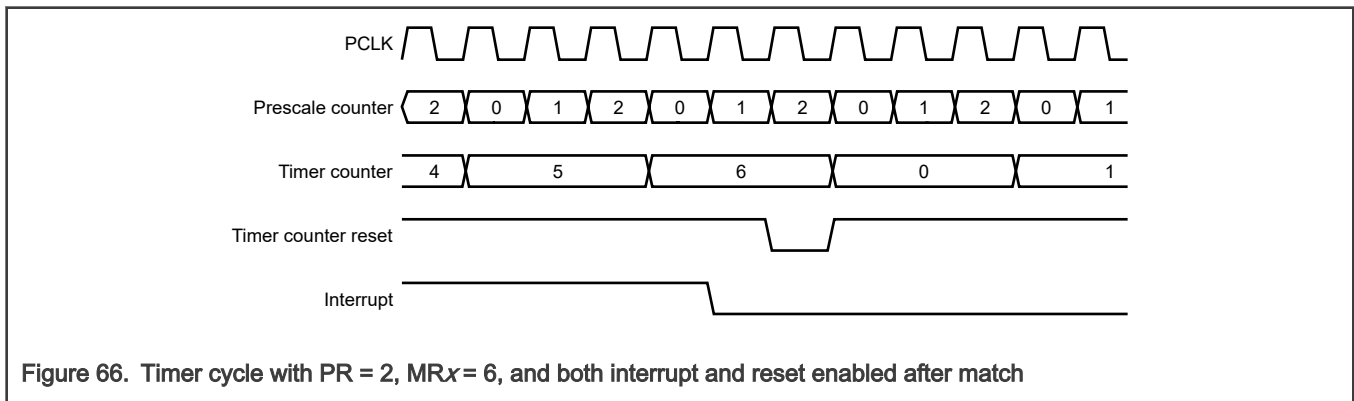 PCLK
Prescale counter 2 0 1 2 0 1 2 0 1 2 0 1
Timer counter 4 5 6 0 1
Timer counter reset
Interrupt
Figure 66. Timer cycle with PR = 2, MRx = 6, and both interrupt and reset enabled after match